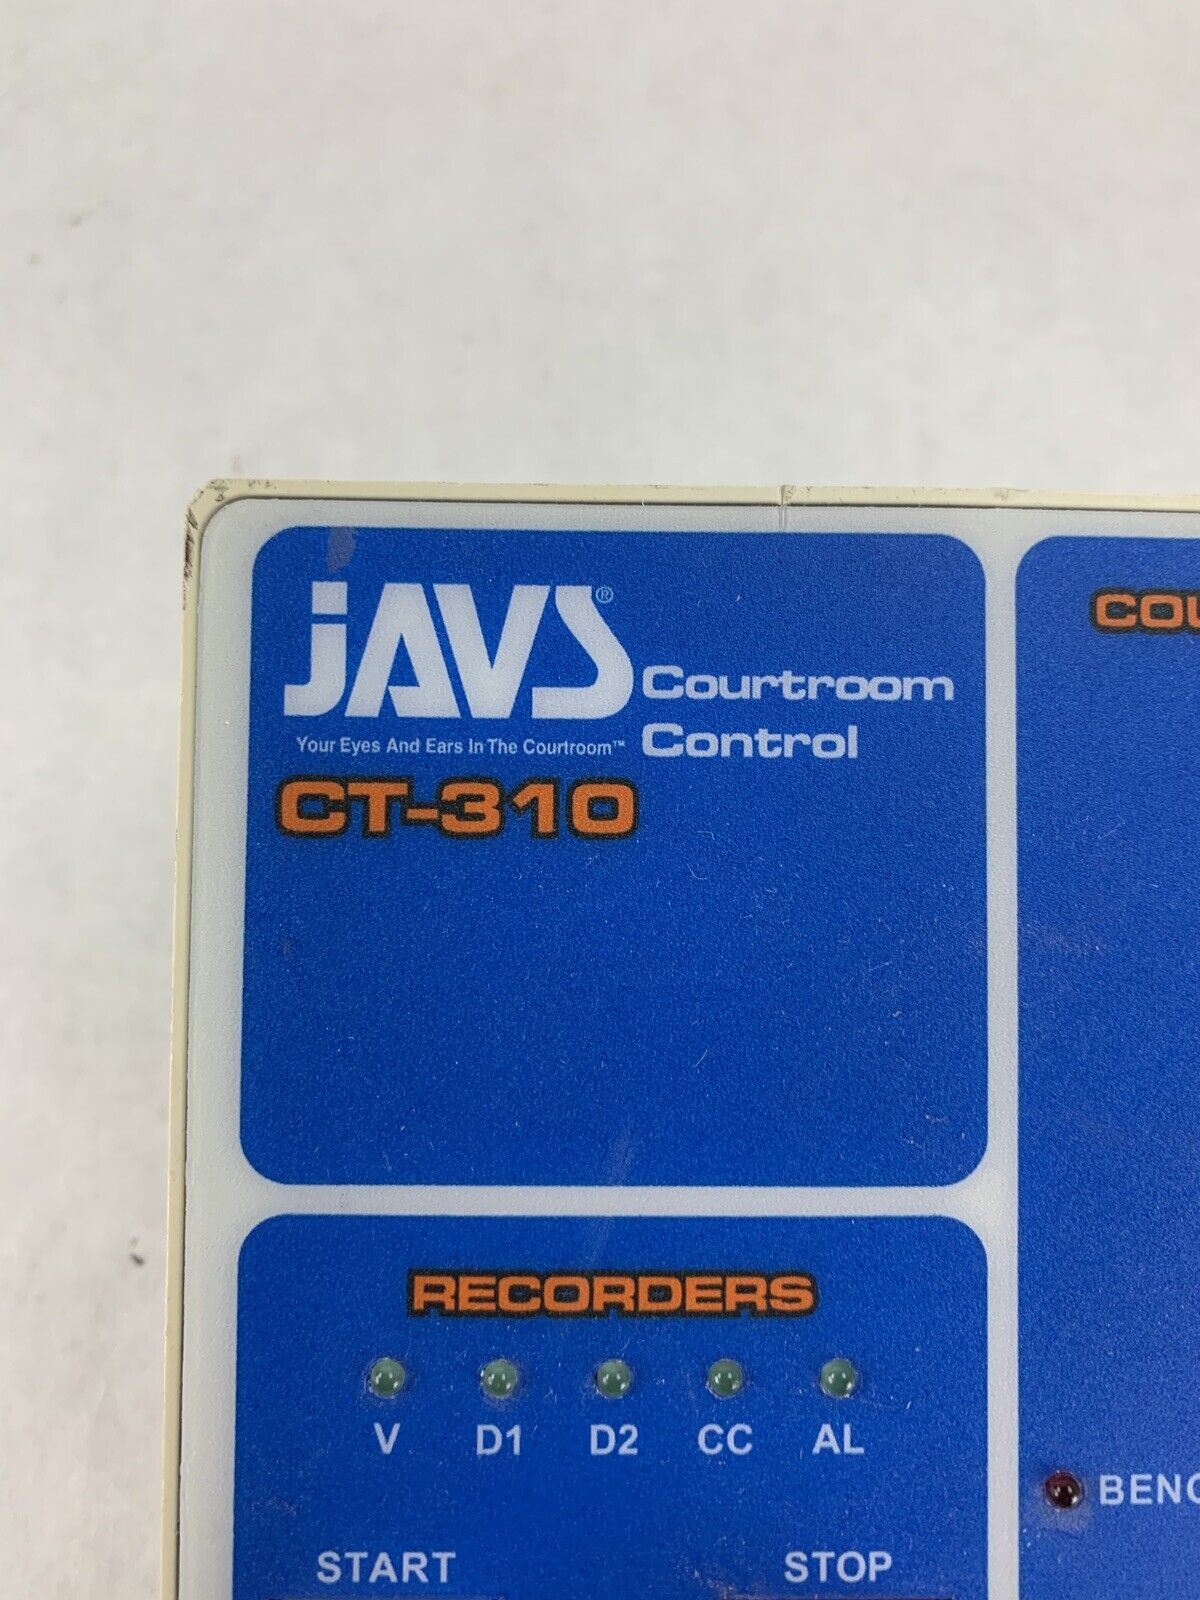 jAVS®
Your Eyes And Ears In The Courtroom™
Courtroom
Control
CT-310
RECORDERS
V D1 D2 CC AL
START STOP